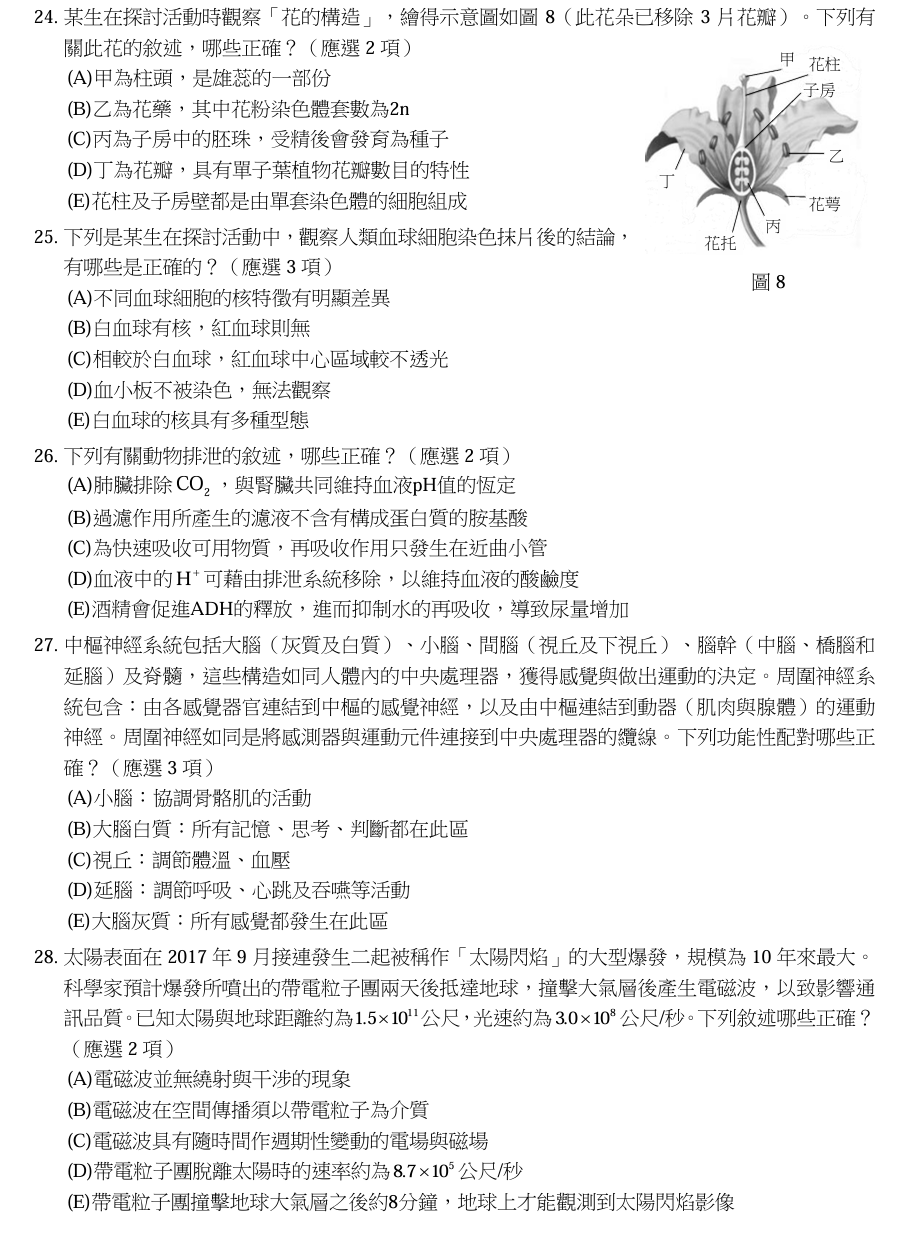 24. 某生在探討活動時觀察「花的構造」，繪得示意圖如圖 8（此花朵已移除 3 片花瓣）。下列有
關此花的敘述，哪些正確？（應選 2 項）
(A)甲為柱頭，是雄蕊的一部份
(B)乙為花藥，其中花粉染色體套數為2n
(C)丙為子房中的胚珠，受精後會發育為種子
(D)丁為花瓣，具有單子葉植物花瓣數目的特性
(E)花柱及子房壁都是由單套染色體的細胞組成
甲
花柱
子房
乙
丁
花萼
丙
花托
圖 8
25. 下列是某生在探討活動中，觀察人類血球細胞染色抹片後的結論，
有哪些是正確的？（應選 3 項）
(A)不同血球細胞的核特徵有明顯差異
(B)白血球有核，紅血球則無
(C)相較於白血球，紅血球中心區域較不透光
(D)血小板不被染色，無法觀察
(E)白血球的核具有多種型態
26. 下列有關動物排泄的敘述，哪些正確？（應選 2 項）
(A)肺臟排除 CO₂ ，與腎臟共同維持血液pH值的恆定
(B)過濾作用所產生的濾液不含有構成蛋白質的胺基酸
(C)為快速吸收可用物質，再吸收作用只發生在近曲小管
(D)血液中的 H⁺ 可藉由排泄系統移除，以維持血液的酸鹼度
(E)酒精會促進ADH的釋放，進而抑制水的再吸收，導致尿量增加
27. 中樞神經系統包括大腦（灰質及白質）、小腦、間腦（視丘及下視丘）、腦幹（中腦、橋腦和
延腦）及脊髓，這些構造如同人體內的中央處理器，獲得感覺與做出運動的決定。周圍神經系
統包含：由各感覺器官連結到中樞的感覺神經，以及由中樞連結到動器（肌肉與腺體）的運動
神經。周圍神經如同是將感測器與運動元件連接到中央處理器的纜線。下列功能性配對哪些正
確？（應選 3 項）
(A)小腦：協調骨骼肌的活動
(B)大腦白質：所有記憶、思考、判斷都在此區
(C)視丘：調節體溫、血壓
(D)延腦：調節呼吸、心跳及吞嚥等活動
(E)大腦灰質：所有感覺都發生在此區
28. 太陽表面在 2017 年 9 月接連發生二起被稱作「太陽閃焰」的大型爆發，規模為 10 年來最大。
科學家預計爆發所噴出的帶電粒子團兩天後抵達地球，撞擊大氣層後產生電磁波，以致影響通
訊品質。已知太陽與地球距離約為1.5×10¹¹公尺，光速約為 3.0×10⁸ 公尺/秒。下列敘述哪些正確？
（應選 2 項）
(A)電磁波並無繞射與干涉的現象
(B)電磁波在空間傳播須以帶電粒子為介質
(C)電磁波具有隨時間作週期性變動的電場與磁場
(D)帶電粒子團脫離太陽時的速率約為 8.7×10⁵ 公尺/秒
(E)帶電粒子團撞擊地球大氣層之後約8分鐘，地球上才能觀測到太陽閃焰影像